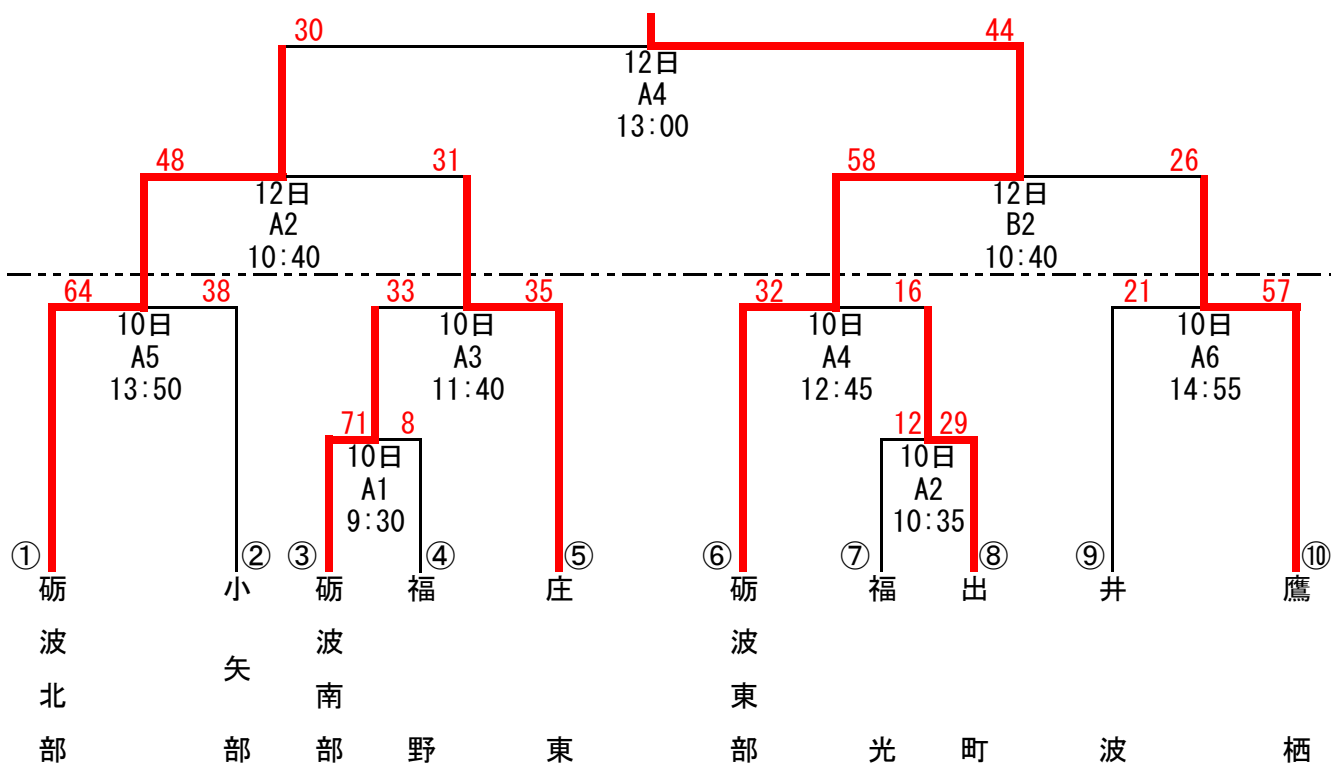 30 44
12日
A4
13:00
48 31 58 26
12日 12日
A2 B2
10:40 10:40
64 38 33 35 32 16 21 57
10日 10日 10日 10日
A5 A3 A4 A6
13:50 11:40 12:45 14:55
71 8 12 29
10日 10日
A1 A2
9:30 10:35
① ② ③ ④ ⑤ ⑥ ⑦ ⑧ ⑨ ⑩
砺波北部
小矢部
砺波南部
福野
庄東
砺波東部
福光
出町
井波
鷹栖